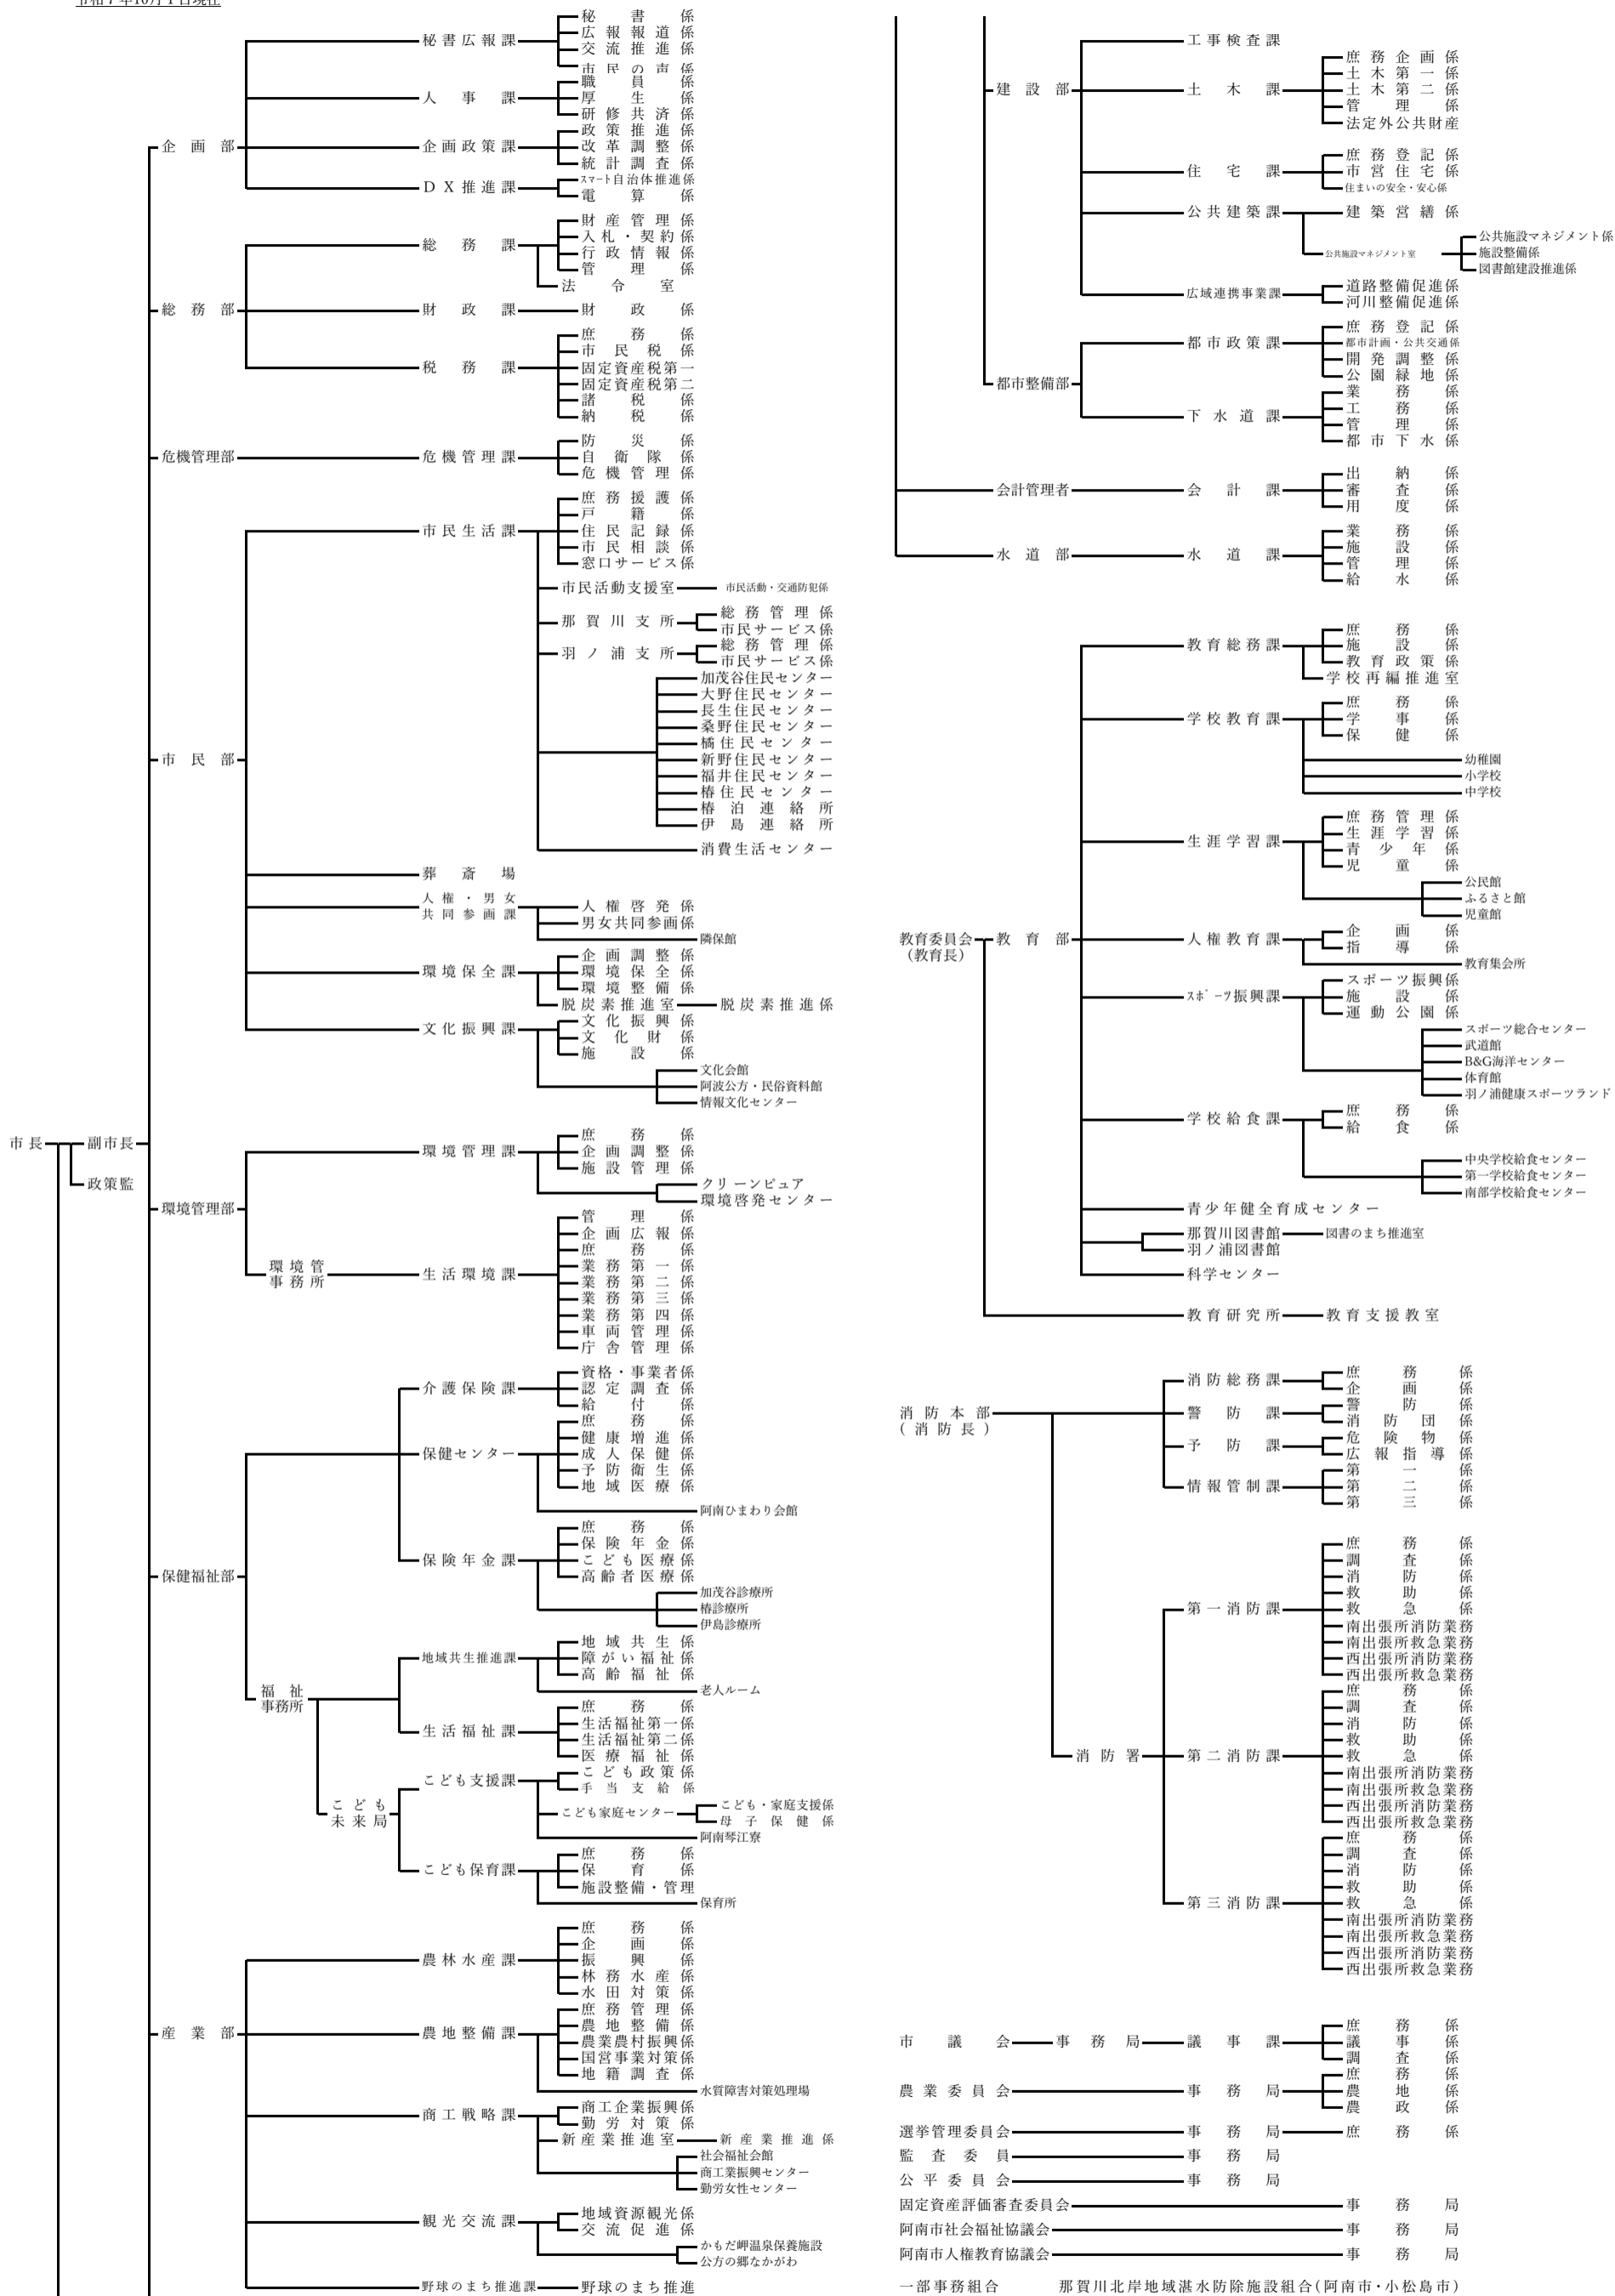 市長
副市長
政策監
企画部
秘書広報課
秘書係
広報報道係
交流推進係
市民の声係
人事課
職員係
厚生係
研修共済係
企画政策課
政策推進係
改革調整係
統計調査係
ＤＸ推進課
スマート自治体推進係
電算係
総務部
総務課
財産管理係
入札・契約係
行政情報係
管理係
法令室
財政課
財政係
税務課
庶務係
市民税係
固定資産税第一
固定資産税第二
諸税係
納税係
危機管理部
危機管理課
防災係
自衛隊係
危機管理係
市民部
市民生活課
庶務援護係
戸籍係
住民記録係
市民相談係
窓口サービス係
市民活動支援室
市民活動・交通防犯係
那賀川支所
総務管理係
市民サービス係
羽ノ浦支所
総務管理係
市民サービス係
加茂谷住民センター
大野住民センター
長生住民センター
桑野住民センター
橘住民センター
新野住民センター
福井住民センター
椿住民センター
椿泊連絡所
伊島連絡所
消費生活センター
葬斎場
人権・男女
共同参画課
人権啓発係
男女共同参画係
隣保館
環境保全課
企画調整係
環境保全係
環境整備係
脱炭素推進室
脱炭素推進係
文化振興課
文化振興係
文化財係
施設係
文化会館
阿波公方・民俗資料館
情報文化センター
環境管理部
環境管理課
庶務係
企画調整係
施設管理係
クリーンピュア
環境啓発センター
環境管
事務所
生活環境課
管理係
企画広報係
庶務係
業務第一係
業務第二係
業務第三係
業務第四係
車両管理係
庁舎管理係
保健福祉部
介護保険課
資格・事業者係
認定調査係
給付係
保健センター
庶務係
健康増進係
成人保健係
予防衛生係
地域医療係
阿南ひまわり会館
保険年金課
庶務係
保険年金係
こども医療係
高齢者医療係
加茂谷診療所
椿診療所
伊島診療所
福祉
事務所
地域共生推進課
地域共生係
障がい福祉係
高齢福祉係
老人ルーム
生活福祉課
庶務係
生活福祉第一係
生活福祉第二係
医療福祉係
こども
未来局
こども支援課
こども政策係
手当支給係
こども家庭センター
こども・家庭支援係
母子保健係
阿南琴江寮
こども保育課
庶務係
保育係
施設整備・管理
保育所
産業部
農林水産課
庶務係
企画係
振興係
林務水産係
水田対策係
農地整備課
庶務管理係
農地整備係
農業農村振興係
国営事業対策係
地籍調査係
水質障害対策処理場
商工戦略課
商工企業振興係
勤労対策係
新産業推進室
新産業推進係
社会福祉会館
商工業振興センター
勤労女性センター
観光交流課
地域資源観光係
交流促進係
かもだ岬温泉保養施設
公方の郷なかがわ
野球のまち推進課
野球のまち推進
建設部
工事検査課
土木課
庶務企画係
土木第一係
土木第二係
管理係
法定外公共財産
住宅課
庶務登記係
市営住宅係
住まいの安全・安心係
公共建築課
建築営繕係
公共施設マネジメント室
公共施設マネジメント係
施設整備係
図書館建設推進係
広域連携事業課
道路整備促進係
河川整備促進係
都市整備部
都市政策課
庶務登記係
都市計画・公共交通係
開発調整係
公園緑地係
下水道課
業務係
工務係
管理係
都市下水係
会計管理者
会計課
出納係
審査係
用度係
水道部
水道課
業務係
施設係
管理係
給水係
教育委員会
（教育長）
教育部
教育総務課
庶務係
施設係
教育政策係
学校再編推進室
学校教育課
庶務係
学事係
保健係
幼稚園
小学校
中学校
生涯学習課
庶務管理係
生涯学習係
青少年係
児童係
公民館
ふるさと館
児童館
人権教育課
企画係
指導係
教育集会所
スポーツ振興課
スポーツ振興係
施設係
運動公園係
スポーツ総合センター
武道館
B&G海洋センター
体育館
羽ノ浦健康スポーツランド
学校給食課
庶務係
給食係
中央学校給食センター
第一学校給食センター
南部学校給食センター
青少年健全育成センター
那賀川図書館
図書のまち推進室
羽ノ浦図書館
科学センター
教育研究所
教育支援教室
消防本部
（消防長）
消防総務課
庶務係
企画係
警防課
警防係
消防団係
予防課
危険物係
広報指導係
情報管制課
第一係
第二係
第三係
消防署
第一消防課
庶務係
調査係
消防係
救助係
救急係
南出張所消防業務
南出張所救急業務
西出張所消防業務
西出張所救急業務
第二消防課
庶務係
調査係
消防係
救助係
救急係
南出張所消防業務
南出張所救急業務
西出張所消防業務
西出張所救急業務
第三消防課
庶務係
調査係
消防係
救助係
救急係
南出張所消防業務
南出張所救急業務
西出張所消防業務
西出張所救急業務
市議会
事務局
議事課
庶務係
議事係
調査係
農業委員会
事務局
庶務係
農地係
農政係
選挙管理委員会
事務局
庶務係
監査委員
事務局
公平委員会
事務局
固定資産評価審査委員会
事務局
阿南市社会福祉協議会
事務局
阿南市人権教育協議会
事務局
一部事務組合
那賀川北岸地域湛水防除施設組合(阿南市・小松島市)